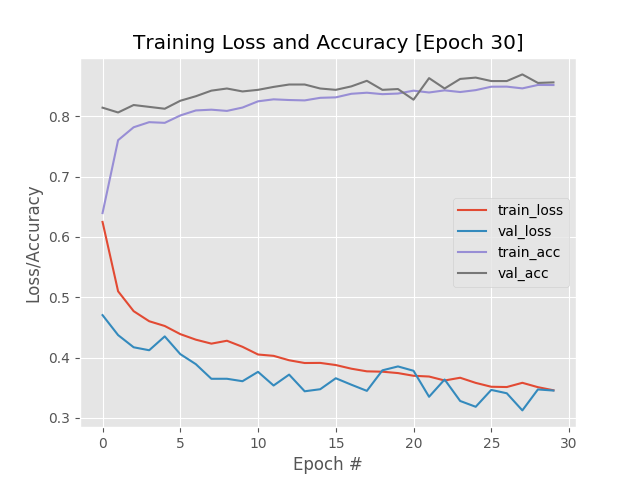 Training Loss and Accuracy [Epoch 30]
Loss/Accuracy
0.8
0.7
0.6
0.5
0.4
0.3
train_loss
val_loss
train_acc
val_acc
0 5 10 15 20 25 30
Epoch #